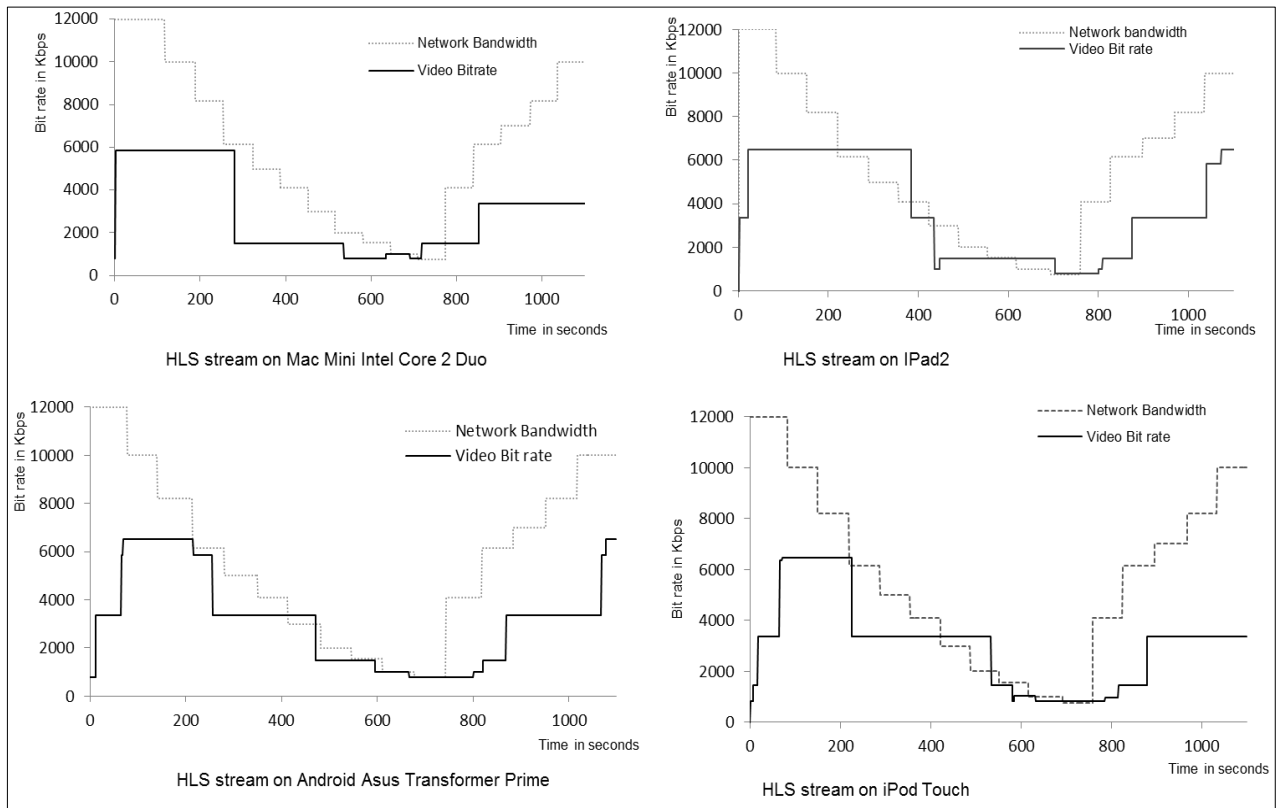 12000
10000
8000
6000
4000
2000
0
Bit rate in Kbps
Network Bandwidth
Video Bitrate
0 200 400 600 800 1000
Time in seconds
HLS stream on Mac Mini Intel Core 2 Duo
12000
10000
8000
6000
4000
2000
0
Bit rate in Kbps
Network bandwidth
Video Bit rate
0 200 400 600 800 1000
Time in seconds
HLS stream on IPad2
12000
10000
8000
6000
4000
2000
0
Bit rate in Kbps
Network Bandwidth
Video Bit rate
0 200 400 600 800 1000
Time in seconds
HLS stream on Android Asus Transformer Prime
12000
10000
8000
6000
4000
2000
0
Bit rate in Kbps
Network Bandwidth
Video Bit rate
0 200 400 600 800 1000
Time in seconds
HLS stream on iPod Touch